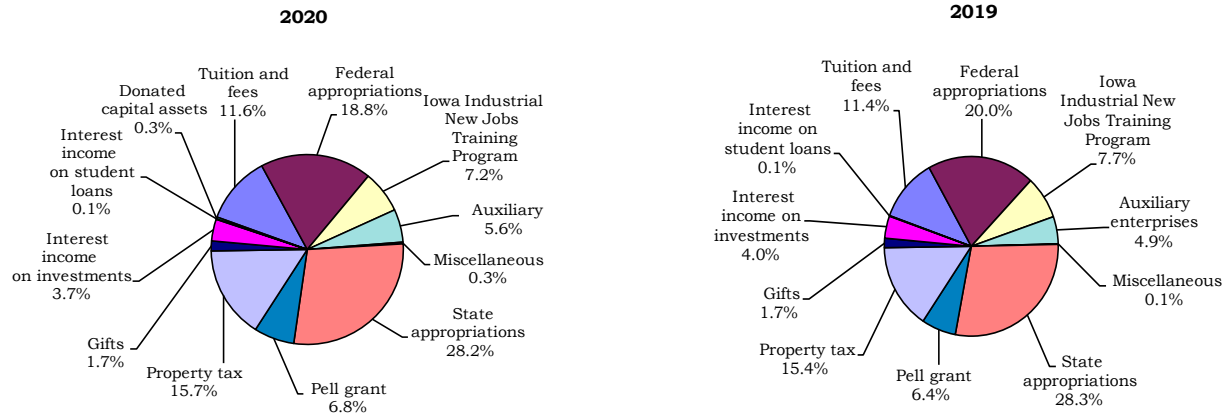 2020
Tuition and
fees
11.6%
Federal
appropriations
18.8%
Iowa Industrial
New Jobs
Training
Program
7.2%
Auxiliary
5.6%
Miscellaneous
0.3%
State
appropriations
28.2%
Pell grant
6.8%
Property tax
15.7%
Gifts
1.7%
Interest
income
on investments
3.7%
Interest
income
on student
loans
0.1%
Donated
capital assets
0.3%
2019
Tuition and
fees
11.4%
Federal
appropriations
20.0%
Iowa
Industrial New
Jobs Training
Program
7.7%
Auxiliary
enterprises
4.9%
Miscellaneous
0.1%
State
appropriations
28.3%
Pell grant
6.4%
Property tax
15.4%
Gifts
1.7%
Interest
income on
investments
4.0%
Interest
income on
student loans
0.1%